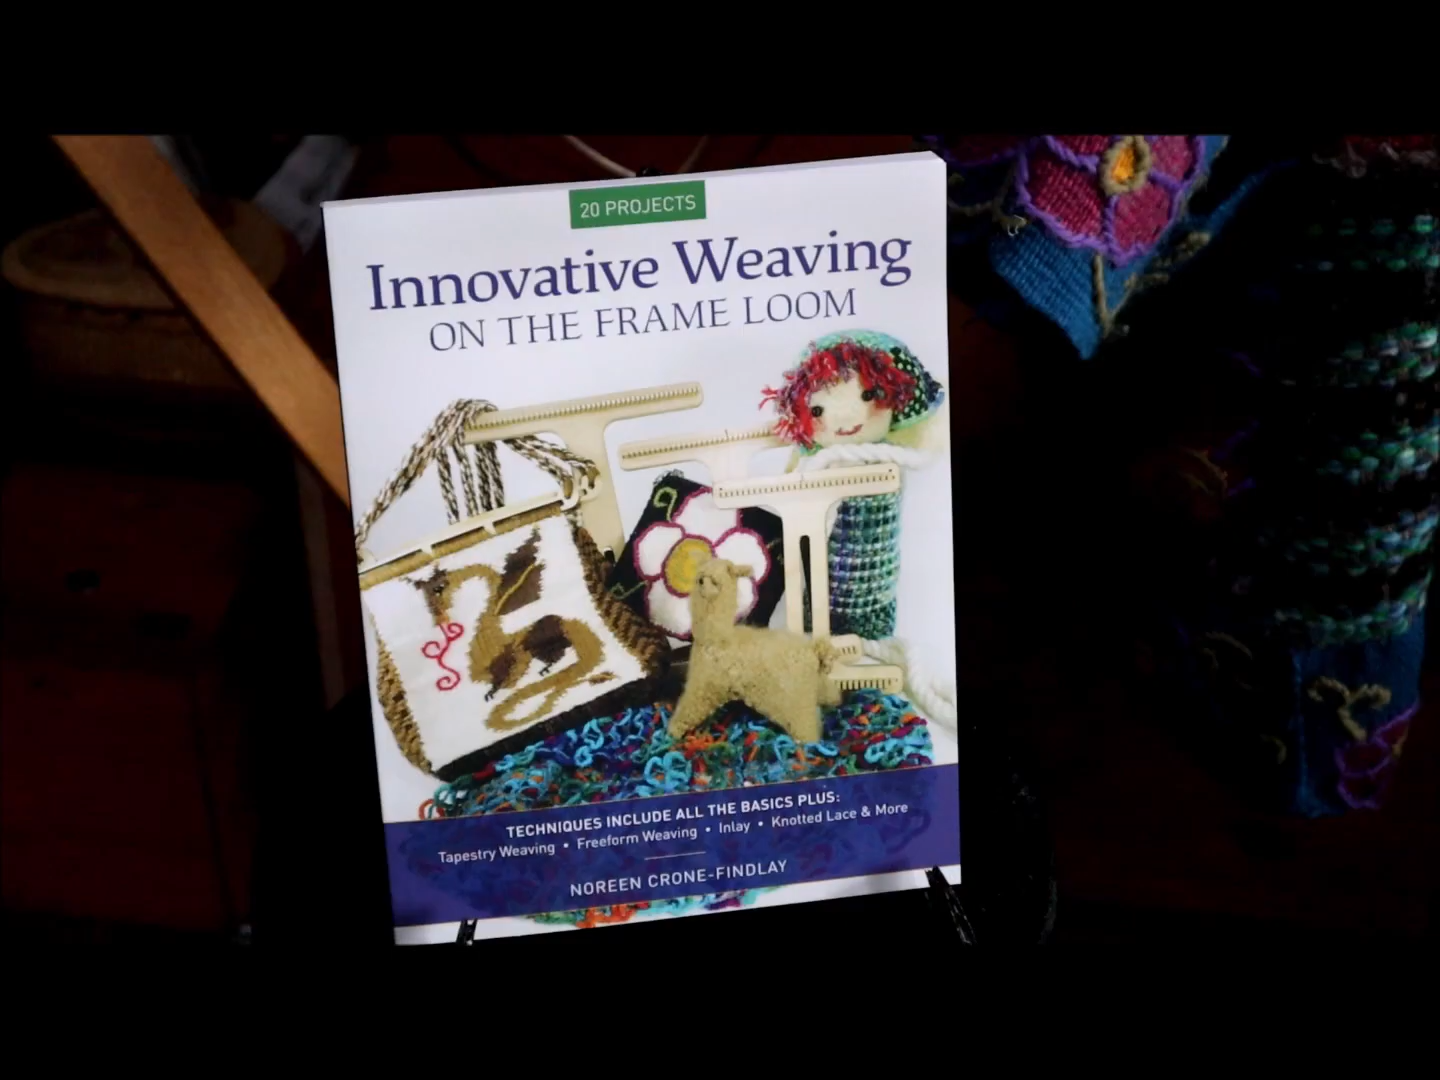 20 PROJECTS
Innovative Weaving
ON THE FRAME LOOM
TECHNIQUES INCLUDE ALL THE BASICS PLUS:
Tapestry Weaving • Freeform Weaving • Inlay • Knotted Lace & More
NOREEN CRONE-FINDLAY